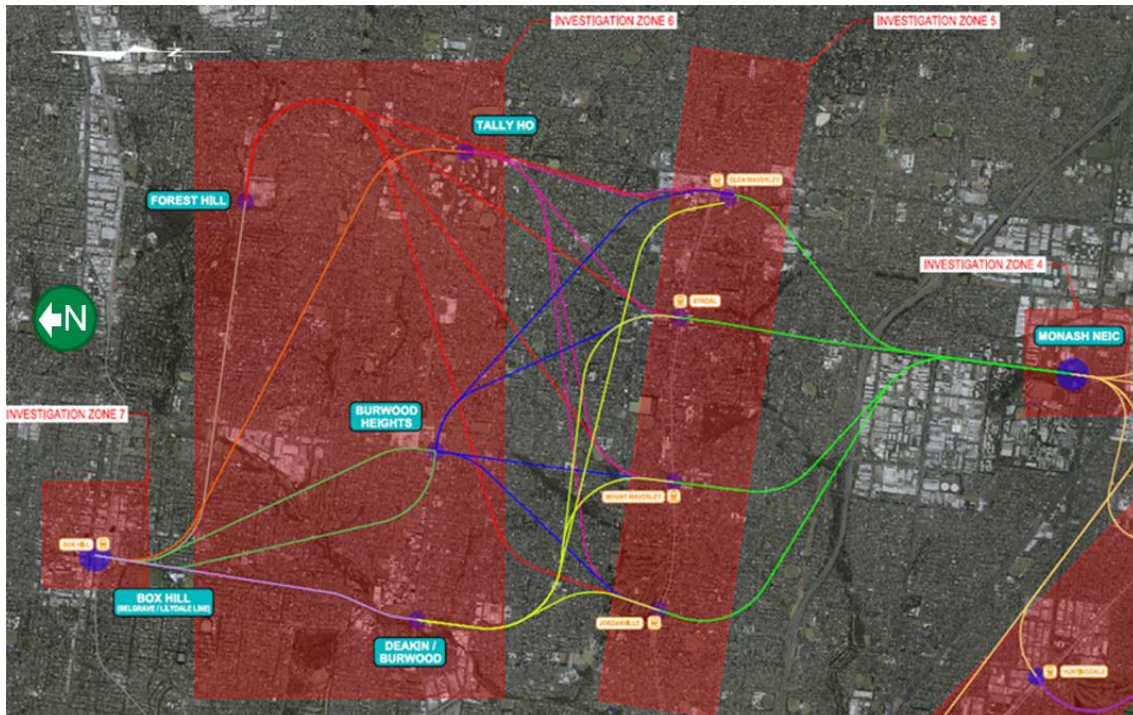 INVESTIGATION ZONE 6
INVESTIGATION ZONE 5
TALLY HO
GLEN WAVERLEY
FOREST HILL
INVESTIGATION ZONE 4
N
SYNDAL
MONASH NEIC
INVESTIGATION ZONE 7
BURWOOD
HEIGHTS
MOUNT WAVERLEY
BOX HILL
BOX HILL
(BELGRAVE / LILYDALE LINE)
JORDANVILLE
DEAKIN /
BURWOOD
HUNTINGDALE